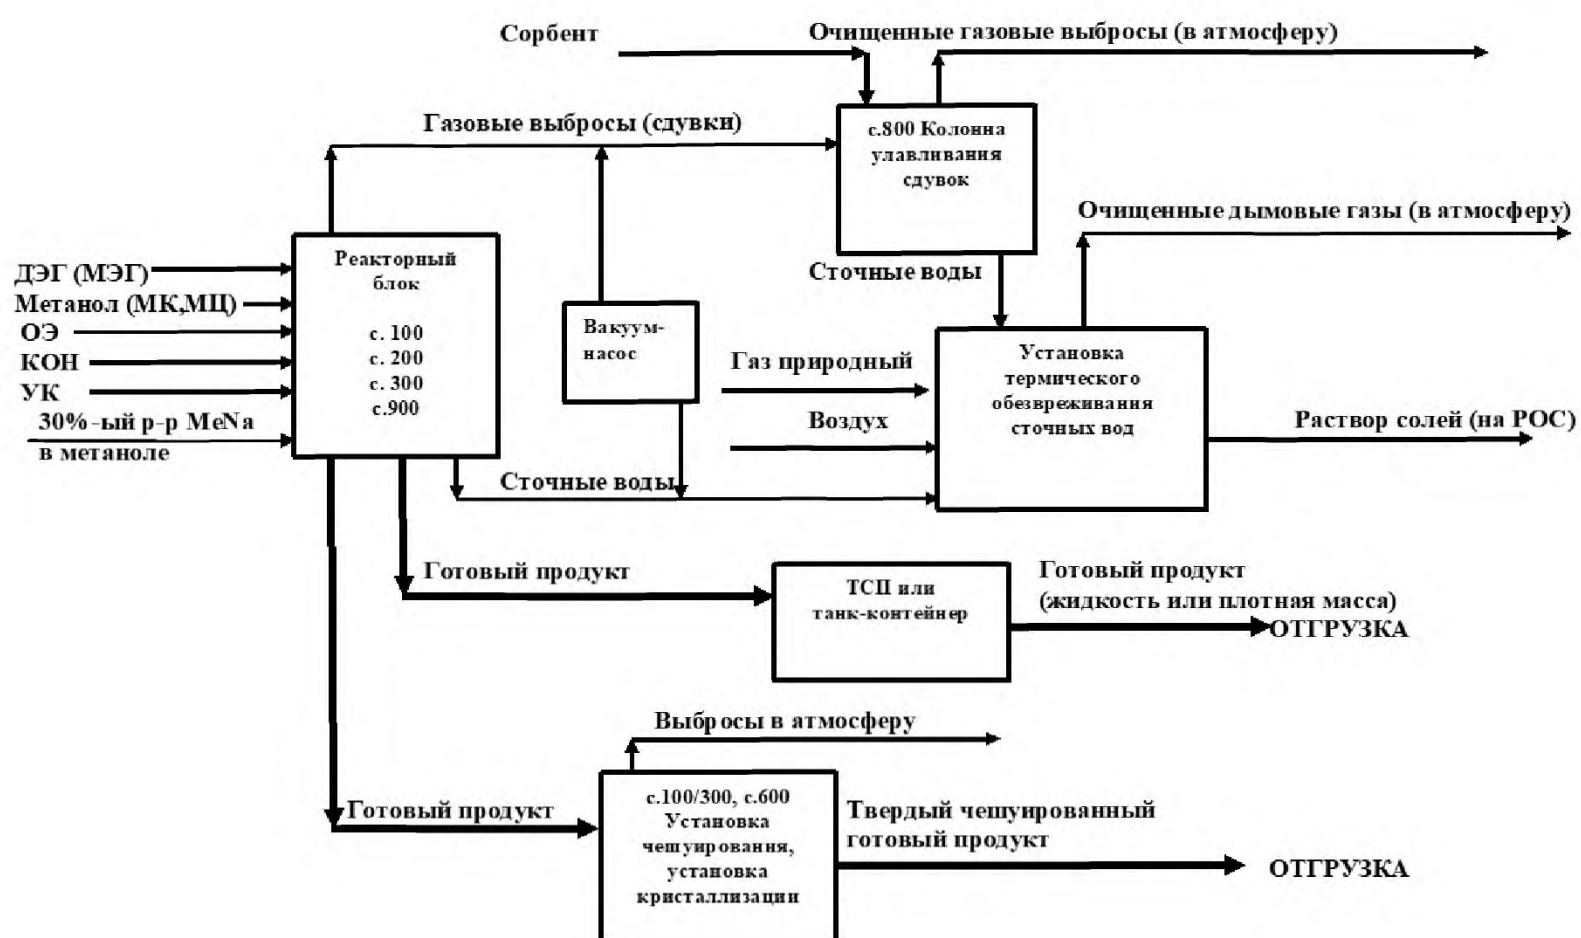 Сорбент
Очищенные газовые выбросы (в атмосферу)
Газовые выбросы (сдувки)
с.800 Колонна
улавливания
сдувок
Очищенные дымовые газы (в атмосферу)
Сточные воды
ДЭГ (МЭГ)
Метанол (МК,МЦ)
ОЭ
КОН
УК
30%-ый р-р MeNa
в метаноле
Реакторный
блок
с. 100
с. 200
с. 300
с.900
Вакуум-
насос
Газ природный
Воздух
Установка
термического
обезвреживания
сточных вод
Раствор солей (на РОС)
Сточные воды
Готовый продукт
ТСП или
танк-контейнер
Готовый продукт
(жидкость или плотная масса)
ОТГРУЗКА
Выбросы в атмосферу
Готовый продукт
с.100/300, с.600
Установка
чешуирования,
установка
кристаллизации
Твердый чешуированный
готовый продукт
ОТГРУЗКА